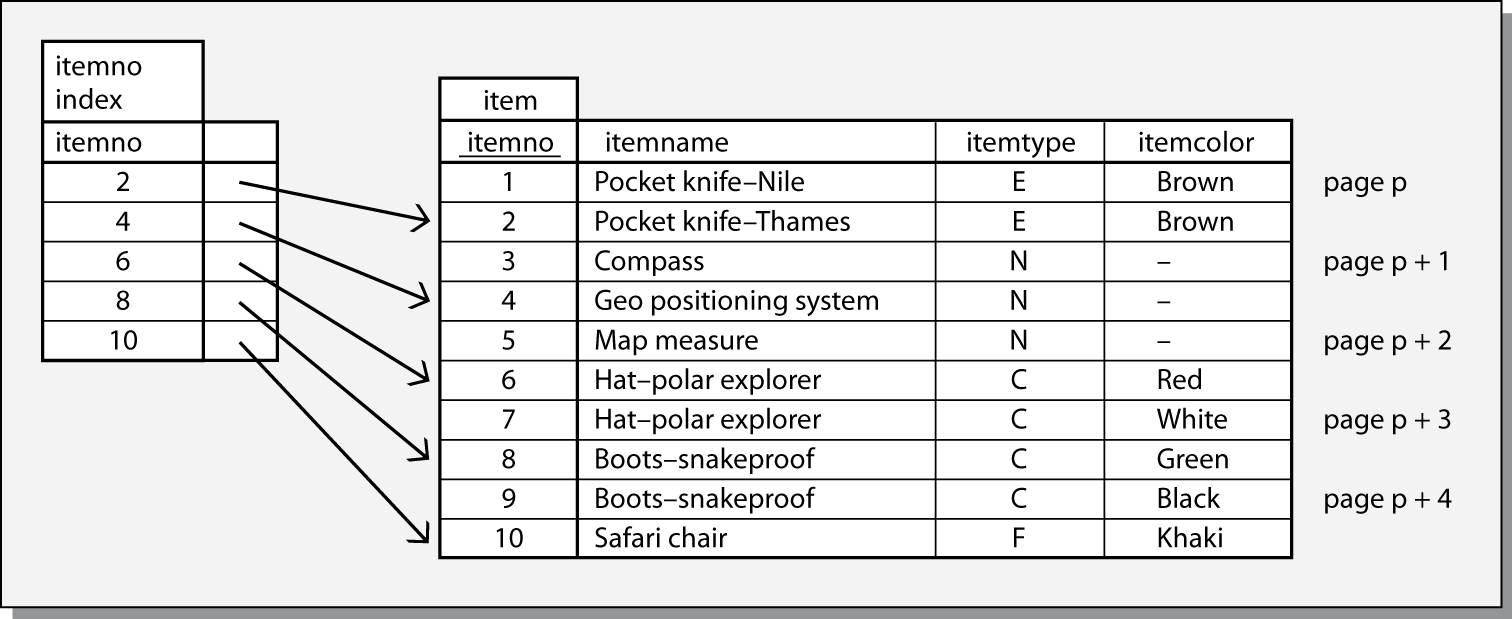 itemno
index
itemno
2
4
6
8
10
item
itemno itemname itemtype itemcolor
1 Pocket knife–Nile E Brown page p
2 Pocket knife–Thames E Brown
3 Compass N – page p + 1
4 Geo positioning system N –
5 Map measure N – page p + 2
6 Hat–polar explorer C Red
7 Hat–polar explorer C White page p + 3
8 Boots–snakeproof C Green
9 Boots–snakeproof C Black page p + 4
10 Safari chair F Khaki